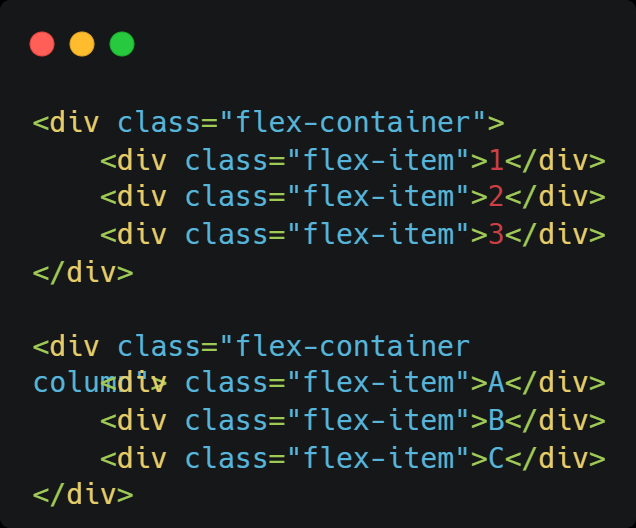 <div class="flex-container">
    <div class="flex-item">1</div>
    <div class="flex-item">2</div>
    <div class="flex-item">3</div>
</div>
<div class="flex-container
column">
    <div class="flex-item">A</div>
    <div class="flex-item">B</div>
    <div class="flex-item">C</div>
</div>